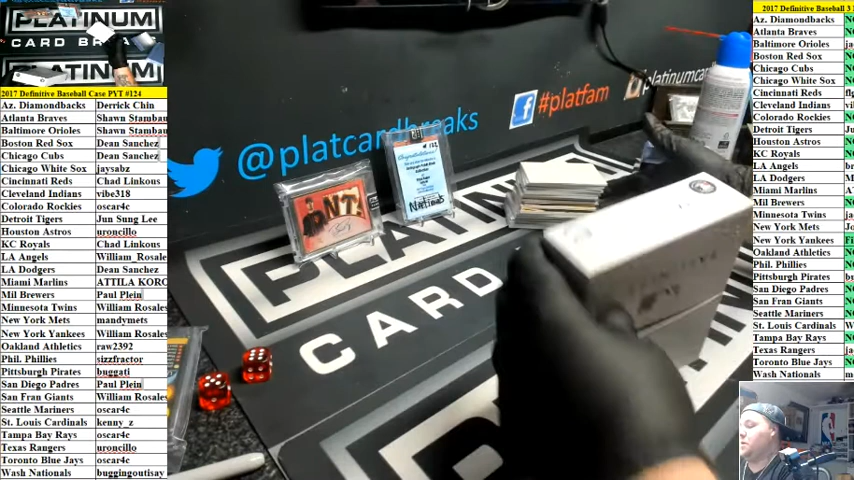 PLATINUM
CARD BREA
PLATINUM
2017 Definitive Baseball Case PYT #124
Az. Diamondbacks Derrick Chin
Atlanta Braves Shawn Stambau
Baltimore Orioles Shawn Stambau
Boston Red Sox Dean Sanchez
Chicago Cubs Dean Sanchez
Chicago White Sox jaysabz
Cincinnati Reds Chad Linkous
Cleveland Indians vibe318
Colorado Rockies oscar4c
Detroit Tigers Jun Sung Lee
Houston Astros uroncillo
KC Royals Chad Linkous
LA Angels William_Rosale
LA Dodgers Dean Sanchez
Miami Marlins ATTILA KORO
Mil Brewers Paul Plein
Minnesota Twins William Rosales
New York Mets mandymets
New York Yankees William Rosales
Oakland Athletics raw2392
Phil. Phillies sizzfractor
Pittsburgh Pirates buggati
San Diego Padres Paul Plein
San Fran Giants William Rosales
Seattle Mariners oscar4c
St. Louis Cardinals kenny_z
Tampa Bay Rays oscar4c
Texas Rangers uroncillo
Toronto Blue Jays oscar4c
Wash Nationals buggingoutisay
@platcardbreaks
#platfam
platinumcar
Congratulations!
Nationals
NT
PLATINUM
CARD
2017 Definitive Baseball 3
Az. Diamondbacks
Atlanta Braves
Baltimore Orioles
Boston Red Sox
Chicago Cubs
Chicago White Sox
Cincinnati Reds
Cleveland Indians
Colorado Rockies
Detroit Tigers
Houston Astros
KC Royals
LA Angels
LA Dodgers
Miami Marlins
Mil Brewers
Minnesota Twins
New York Mets
New York Yankees
Oakland Athletics
Phil. Phillies
Pittsburgh Pirates
San Diego Padres
San Fran Giants
Seattle Mariners
St. Louis Cardinals
Tampa Bay Rays
Texas Rangers
Toronto Blue Jays
Wash Nationals